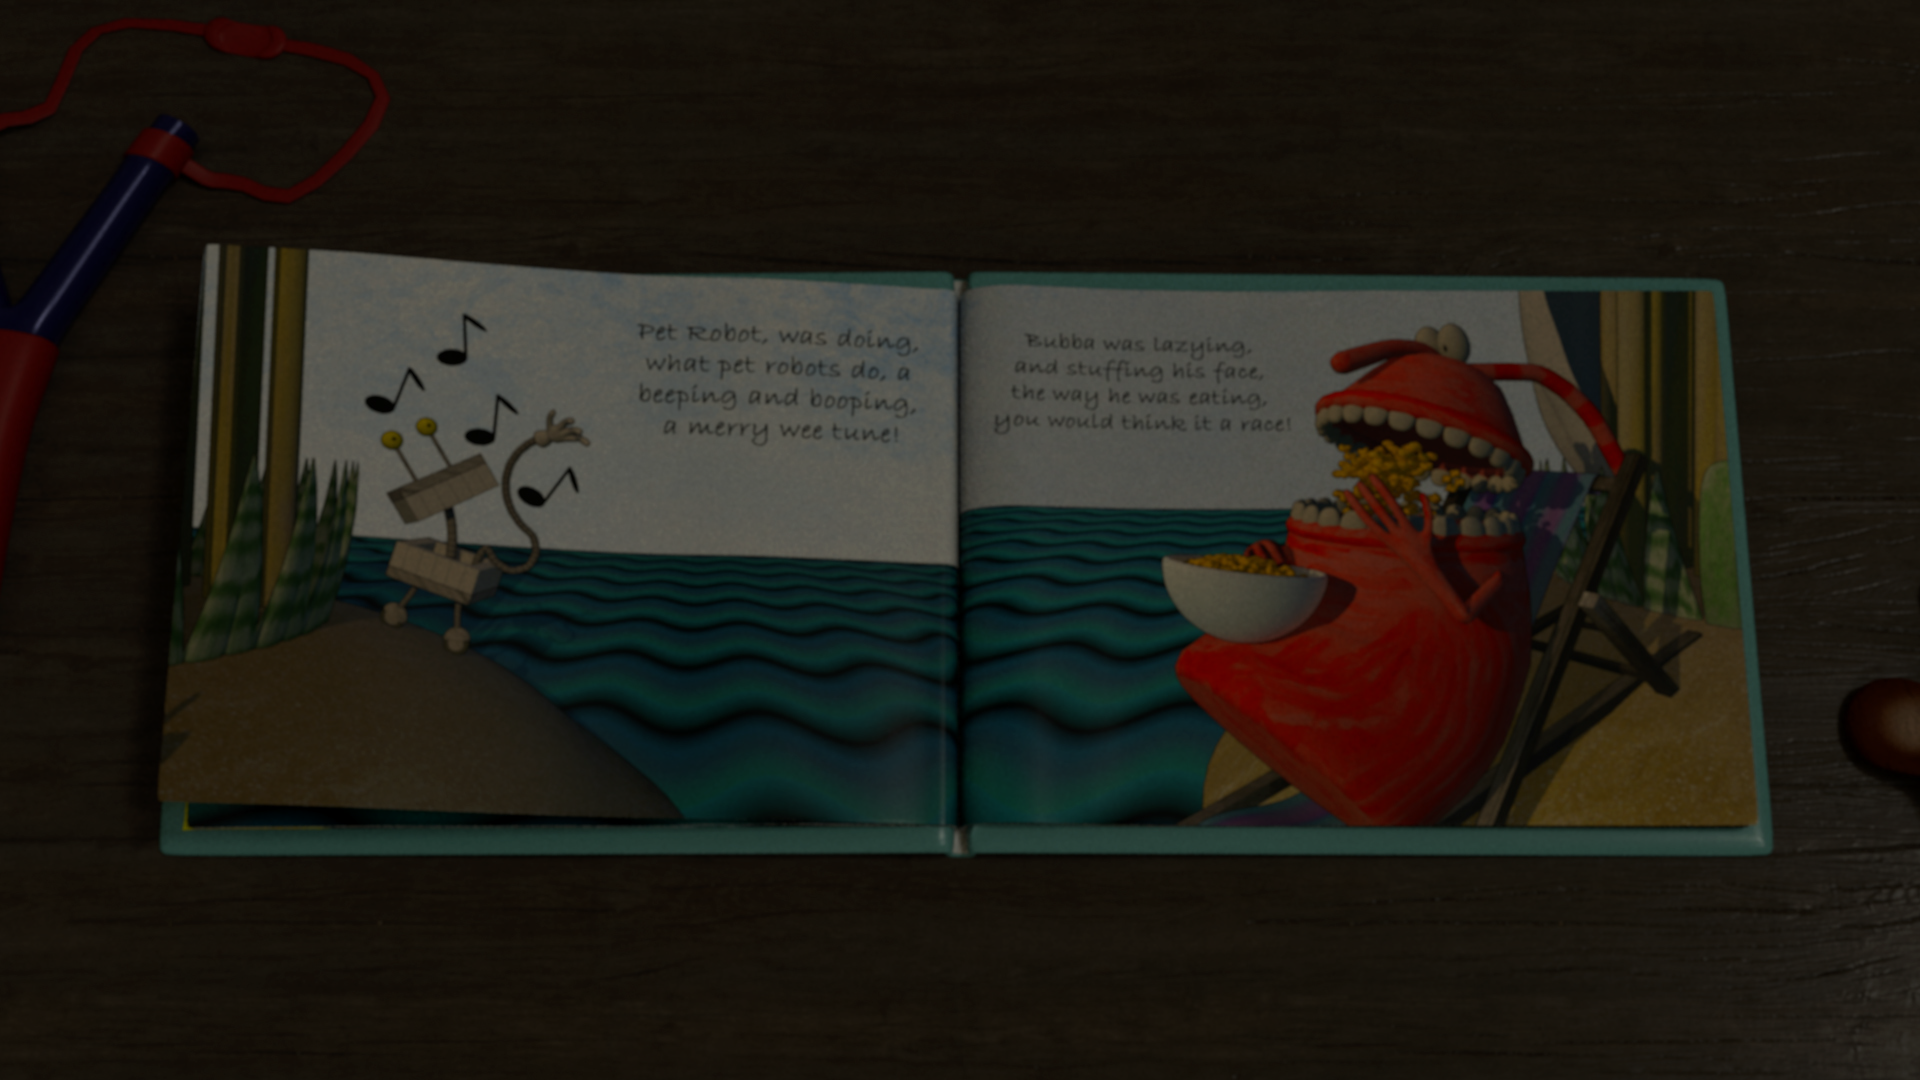 Pet Robot, was doing,
what pet robots do, a
beeping and booping,
a merry wee tune!
Bubba was lazying,
and stuffing his face,
the way he was eating,
you would think it a race!